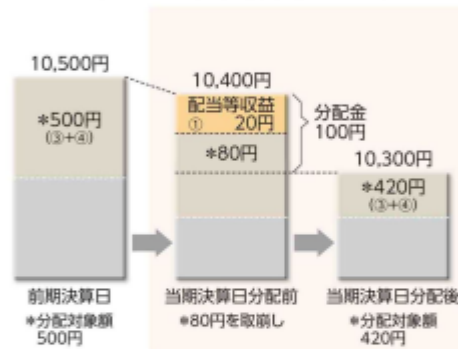 10,500円
*500円
(③+④)
前期決算日
*分配対象額
500円
10,400円
配当等収益
① 20円
*80円
分配金
100円
当期決算日分配前
*80円を取崩し
10,300円
*420円
(③+④)
当期決算日分配後
*分配対象額
420円